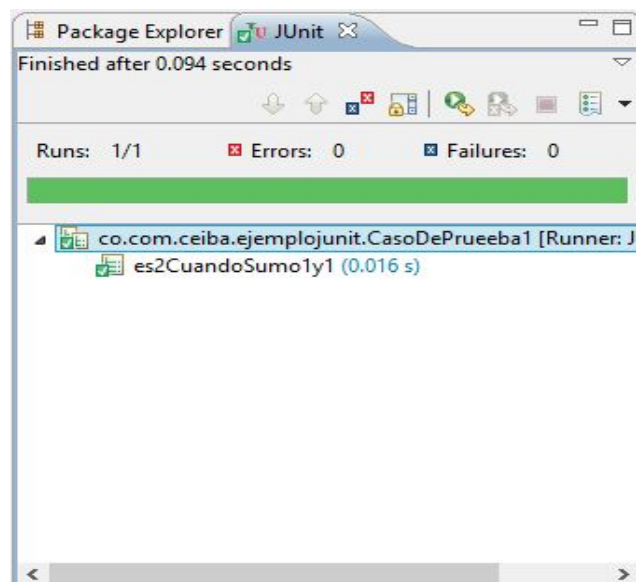 Package Explorer JUnit
Finished after 0.094 seconds
Runs: 1/1 Errors: 0 Failures: 0
co.com.ceiba.ejemplojunit.CasoDePrueeba1 [Runner: J
es2CuandoSumo1y1 (0.016 s)